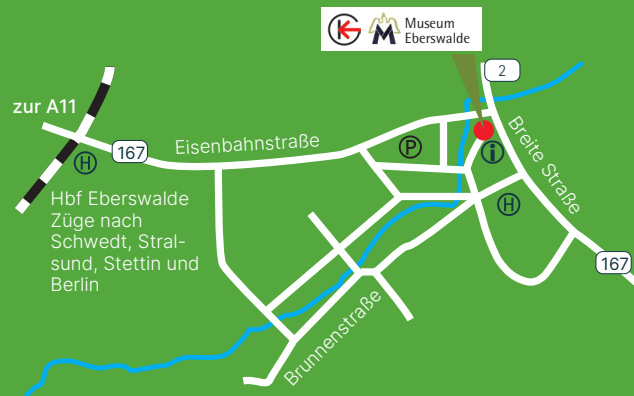 Museum
Eberswalde
2
zur A11
167
Eisenbahnstraße
P
Breite Straße
i
H
H
Hbf Eberswalde
Züge nach
Schwedt, Stral-
sund, Stettin und
Berlin
167
Brunnenstraße